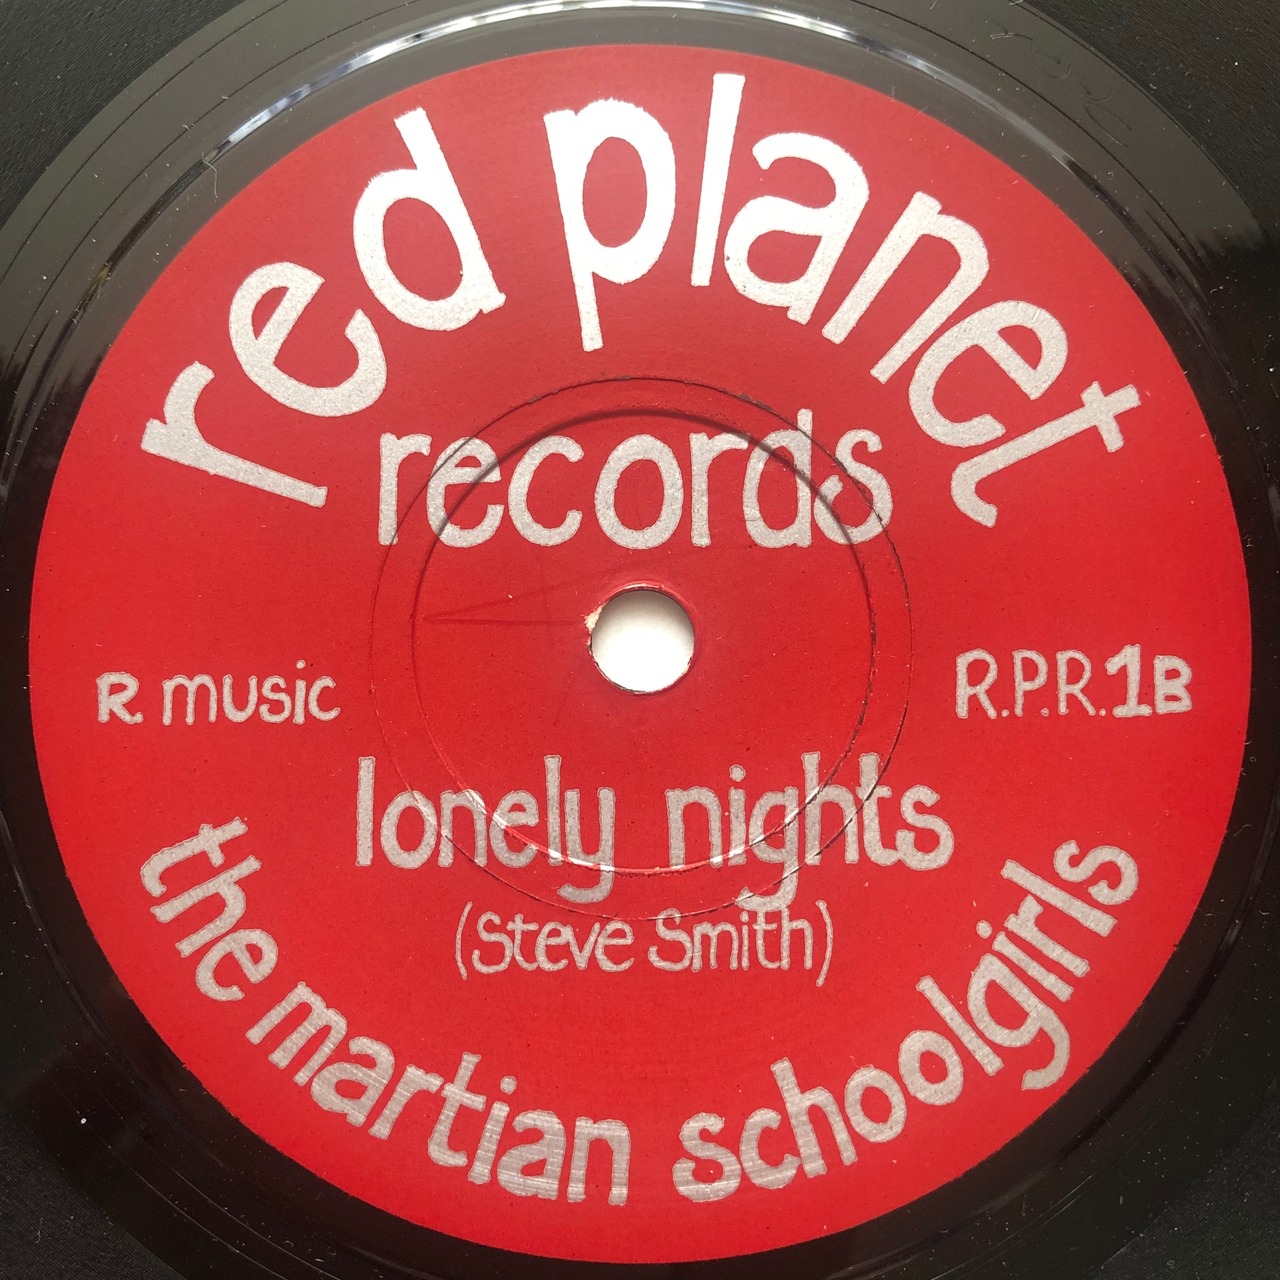 red planet
records
R. music
R.P.R.1B
lonely nights
(Steve Smith)
the martian schoolgirls